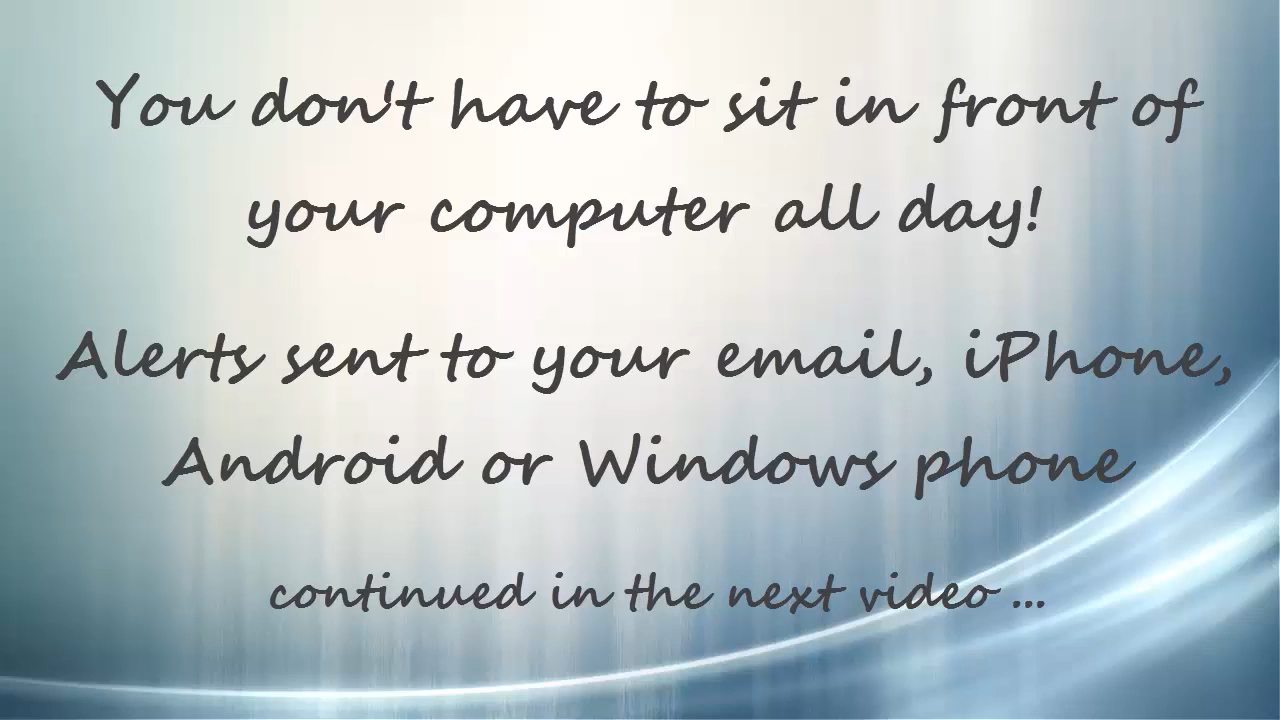 You don't have to sit in front of
your computer all day!
Alerts sent to your email, iPhone,
Android or Windows phone
continued in the next video ...